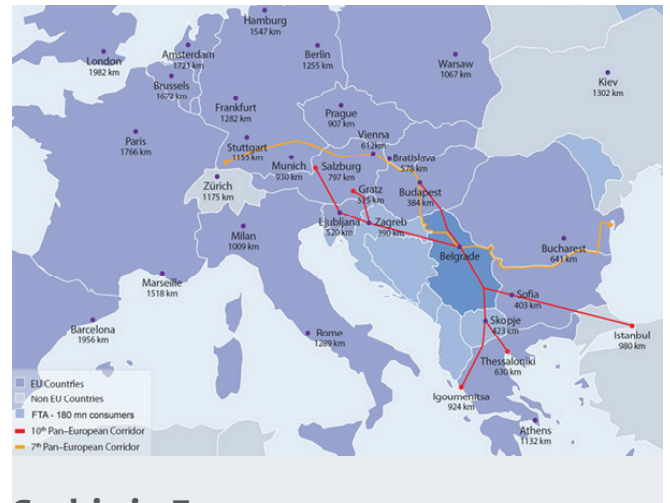 Hamburg
1547 km
London
1982 km
Amsterdam
1721 km
Berlin
1255 km
Warsaw
1067 km
Brussels
Kiev
1302 km
Frankfurt
1282 km
Prague
907 km
Paris
1766 km
Stuttgart
1155 km
Vienna
612km
Bratislava
578 km
Munich
930 km
Salzburg
797 km
Budapest
384 km
Zürich
1175 km
Gratz
575 km
Ljubljana
520 km
Zagreb
390 km
Milan
1009 km
Belgrade
Bucharest
641 km
Marseille
1518 km
Sofia
403 km
Skopje
423 km
Barcelona
1956 km
Rome
1289 km
Istanbul
980 km
Thessaloniki
630 km
Igoumenitsa
924 km
Athens
1132 km
EU Countries
Non EU Countries
FTA - 180 mn consumers
10th Pan-European Corridor
7th Pan-European Corridor